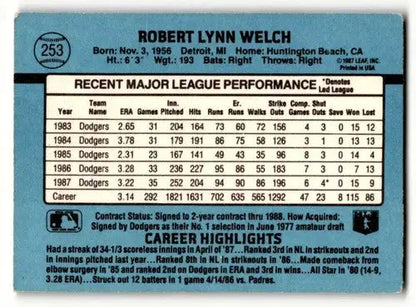 253
ROBERT LYNN WELCH
Born: Nov. 3, 1956 Detroit, MI Home: Huntington Beach, CA
Ht.: 6'3" Wgt.: 193 Bats: Right Throws: Right
©1987 LEAF, INC.
Printed in USA
RECENT MAJOR LEAGUE PERFORMANCE *Denotes Led League
Year Team Name ERA Games Inn. Pitched Hits Runs Er. Runs Walks Strike Outs Comp. Games Shut Outs Save Won Lost
1983 Dodgers 2.65 31 204 164 73 60 72 156 4 3 0 15 12
1984 Dodgers 3.78 31 179 191 86 75 58 126 3 1 0 13 13
1985 Dodgers 2.31 23 167 141 49 43 35 96 8 3 0 14 4
1986 Dodgers 3.28 33 236 227 95 86 55 183 7 3 0 7 13
1987 Dodgers 3.22 35 252 204 94 90 86 196 6 4* 0 15 9
Career 3.14 292 1821 1631 707 635 565 1292 47 23 8 115 86
Contract Status: Signed to 2-year contract thru 1988. How Acquired:
Signed by Dodgers as their No. 1 selection in June 1977 amateur draft
CAREER HIGHLIGHTS
Had a streak of 34-1/3 scoreless innings in April of '87...Ranked 3rd in NL in strikeouts and 2nd
in innings pitched last year...Ranked 8th in NL in strikeouts in '86...Made comeback from
elbow surgery in '85 and ranked 2nd on Dodgers in ERA and 3rd in wins...All Star in '80 (14-9,
3.28 ERA)...Struck out 12 batters in 1 game 4/14/86 vs. Padres.